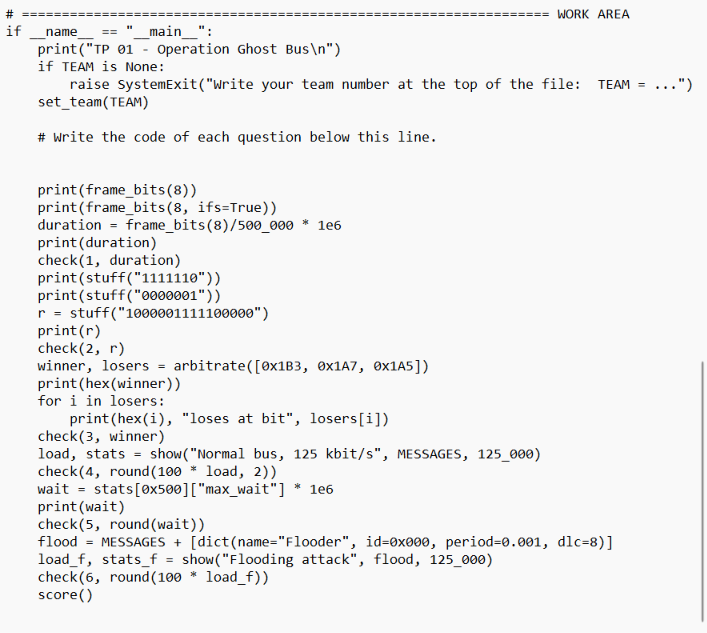 # ================================================================== WORK AREA
if __name__ == "__main__":
    print("TP 01 - Operation Ghost Bus\n")
    if TEAM is None:
        raise SystemExit("Write your team number at the top of the file:  TEAM = ...")
    set_team(TEAM)

    # Write the code of each question below this line.


    print(frame_bits(8))
    print(frame_bits(8, ifs=True))
    duration = frame_bits(8)/500_000 * 1e6
    print(duration)
    check(1, duration)
    print(stuff("1111110"))
    print(stuff("0000001"))
    r = stuff("1000001111100000")
    print(r)
    check(2, r)
    winner, losers = arbitrate([0x1B3, 0x1A7, 0x1A5])
    print(hex(winner))
    for i in losers:
        print(hex(i), "loses at bit", losers[i])
    check(3, winner)
    load, stats = show("Normal bus, 125 kbit/s", MESSAGES, 125_000)
    check(4, round(100 * load, 2))
    wait = stats[0x500]["max_wait"] * 1e6
    print(wait)
    check(5, round(wait))
    flood = MESSAGES + [dict(name="Flooder", id=0x000, period=0.001, dlc=8)]
    load_f, stats_f = show("Flooding attack", flood, 125_000)
    check(6, round(100 * load_f))
    score()